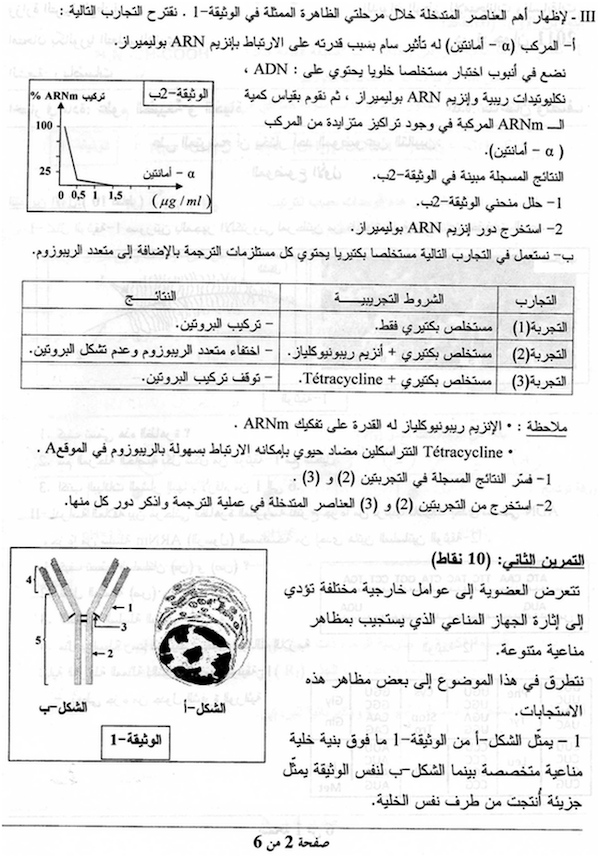 III - لإظهار أهم العناصر المتدخلة خلال مرحلتي الظاهرة الممثلة في الوثيقة-1 . نقترح التجارب التالية :
أ- المركب (α – أمانتين) له تأثير سام بسبب قدرته على الارتباط بإنزيم ARN بوليميراز.
نضع في أنبوب اختبار مستخلصا خلويا يحتوي على : ADN ،
نكليوتيدات ريبية وإنزيم ARN بوليميراز ، ثم نقوم بقياس كمية
الـــ ARNm المركبة في وجود تراكيز متزايدة من المركب
( α – أمانتين).
النتائج المسجلة مبينة في الوثيقة-2ب.
1- حلل منحني الوثيقة-2ب.
2- استخرج دور إنزيم ARN بوليميراز.
% ARNm تركيب
الوثيقة-2ب
100
25
α – أمانتين
0 0,5 1 1,5
(µg / ml)
ب- نستعمل في التجارب التالية مستخلصا بكتيريا يحتوي كل مستلزمات الترجمة بالإضافة إلى متعدد الريبوزوم.
التجارب الشروط التجريبيـــــة النتائـــــج
التجربة(1) مستخلص بكتيري فقط. – تركيب البروتين.
التجربة(2) مستخلص بكتيري + أنزيم ريبونيوكلياز. – اختفاء متعدد الريبوزوم وعدم تشكل البروتين.
التجربة(3) مستخلص بكتيري + Tétracycline. – توقف تركيب البروتين.
ملاحظة : • الإنزيم ريبونيوكلياز له القدرة على تفكيك ARNm .
• Tétracycline التتراسكلين مضاد حيوي بإمكانه الارتباط بسهولة بالريبوزوم في الموقعA .
1- فسّر النتائج المسجلة في التجربتين (2) و (3) .
2- استخرج من التجربتين (2) و (3) العناصر المتدخلة في عملية الترجمة واذكر دور كل منها.
التمرين الثاني: (10 نقاط)
تتعرض العضوية إلى عوامل خارجية مختلفة تؤدي
إلى إثارة الجهاز المناعي الذي يستجيب بمظاهر
مناعية متنوعة.
نتطرق في هذا الموضوع إلى بعض مظاهر هذه
الاستجابات.
1 – يمثّل الشكل-أ من الوثيقة-1 ما فوق بنية خلية
مناعية متخصصة بينما الشكل-ب لنفس الوثيقة يمثّل
جزيئة أُنتجت من طرف نفس الخلية.
4
1
3
5
2
الشكل-أ
الشكل-ب
الوثيقة-1
صفحة 2 من 6